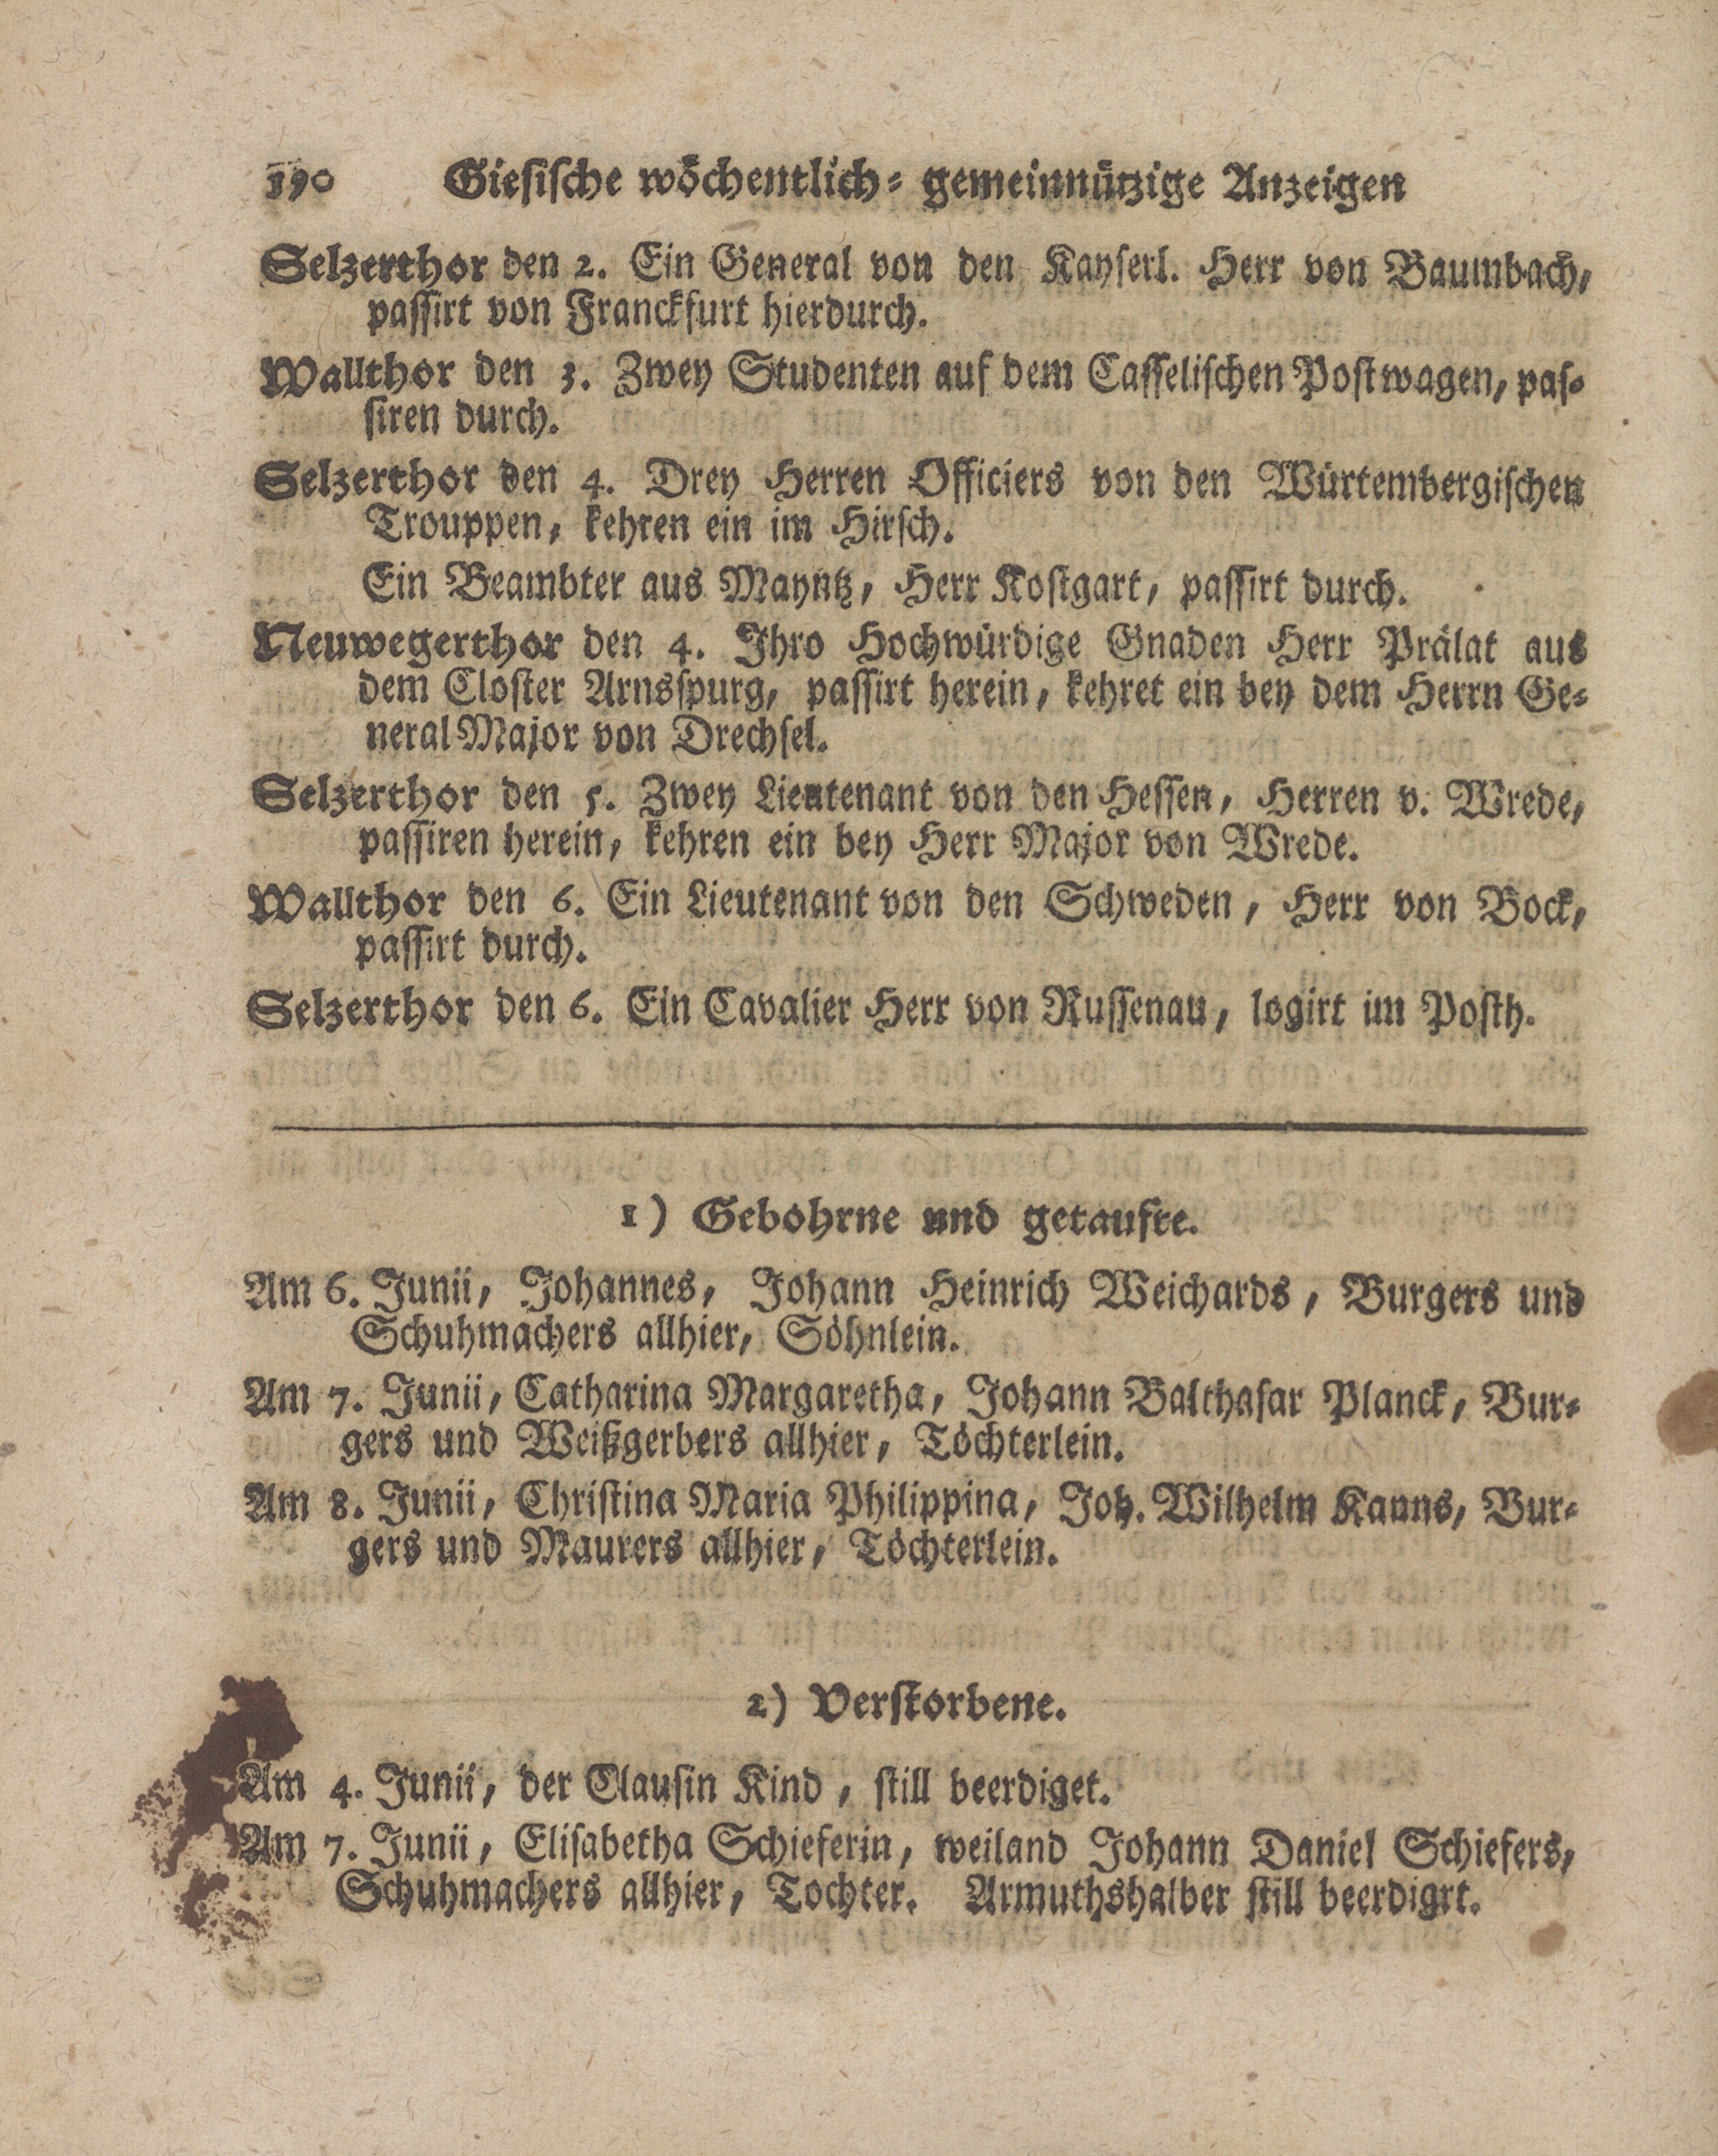 190 Giesische wöchentlich-gemeinnützige Anzeigen
Selzerthor den 2. Ein General von den Kayserl. Herr von Baumbach,
passirt von Franckfurt hierdurch.
Wallthor den 3. Zwey Studenten auf dem Casselischen Postwagen, pas-
siren durch.
Selzerthor den 4. Drey Herren Officiers von den Würtembergischen
Trouppen, kehren ein im Hirsch.
Ein Beambter aus Mayntz, Herr Kostgart, passirt durch.
Neuwegerthor den 4. Ihro Hochwürdige Gnaden Herr Prälat aus
dem Closter Arnsspurg, passirt herein, kehret ein bey dem Herrn Ge-
neral Major von Drechsel.
Selzerthor den 5. Zwey Lieutenant von den Hessen, Herren v. Wrede,
passiren herein, kehren ein bey Herr Major von Wrede.
Wallthor den 6. Ein Lieutenant von den Schweden, Herr von Bock,
passirt durch.
Selzerthor den 6. Ein Cavalier Herr von Russenau, logirt im Posth.
1) Gebohrne und getaufte.
Am 6. Junii, Johannes, Johann Heinrich Weichards, Burgers und
Schuhmachers allhier, Söhnlein.
Am 7. Junii, Catharina Margaretha, Johann Balthasar Planck, Bur-
gers und Weißgerbers allhier, Töchterlein.
Am 8. Junii, Christina Maria Philippina, Joh. Wilhelm Kanns, Bur-
gers und Maurers allhier, Töchterlein.
2) Verstorbene.
Am 4. Junii, der Clausin Kind, still beerdiget.
Am 7. Junii, Elisabetha Schieferin, weiland Johann Daniel Schiefers,
Schuhmachers allhier, Tochter. Armuthshalber still beerdigrt.